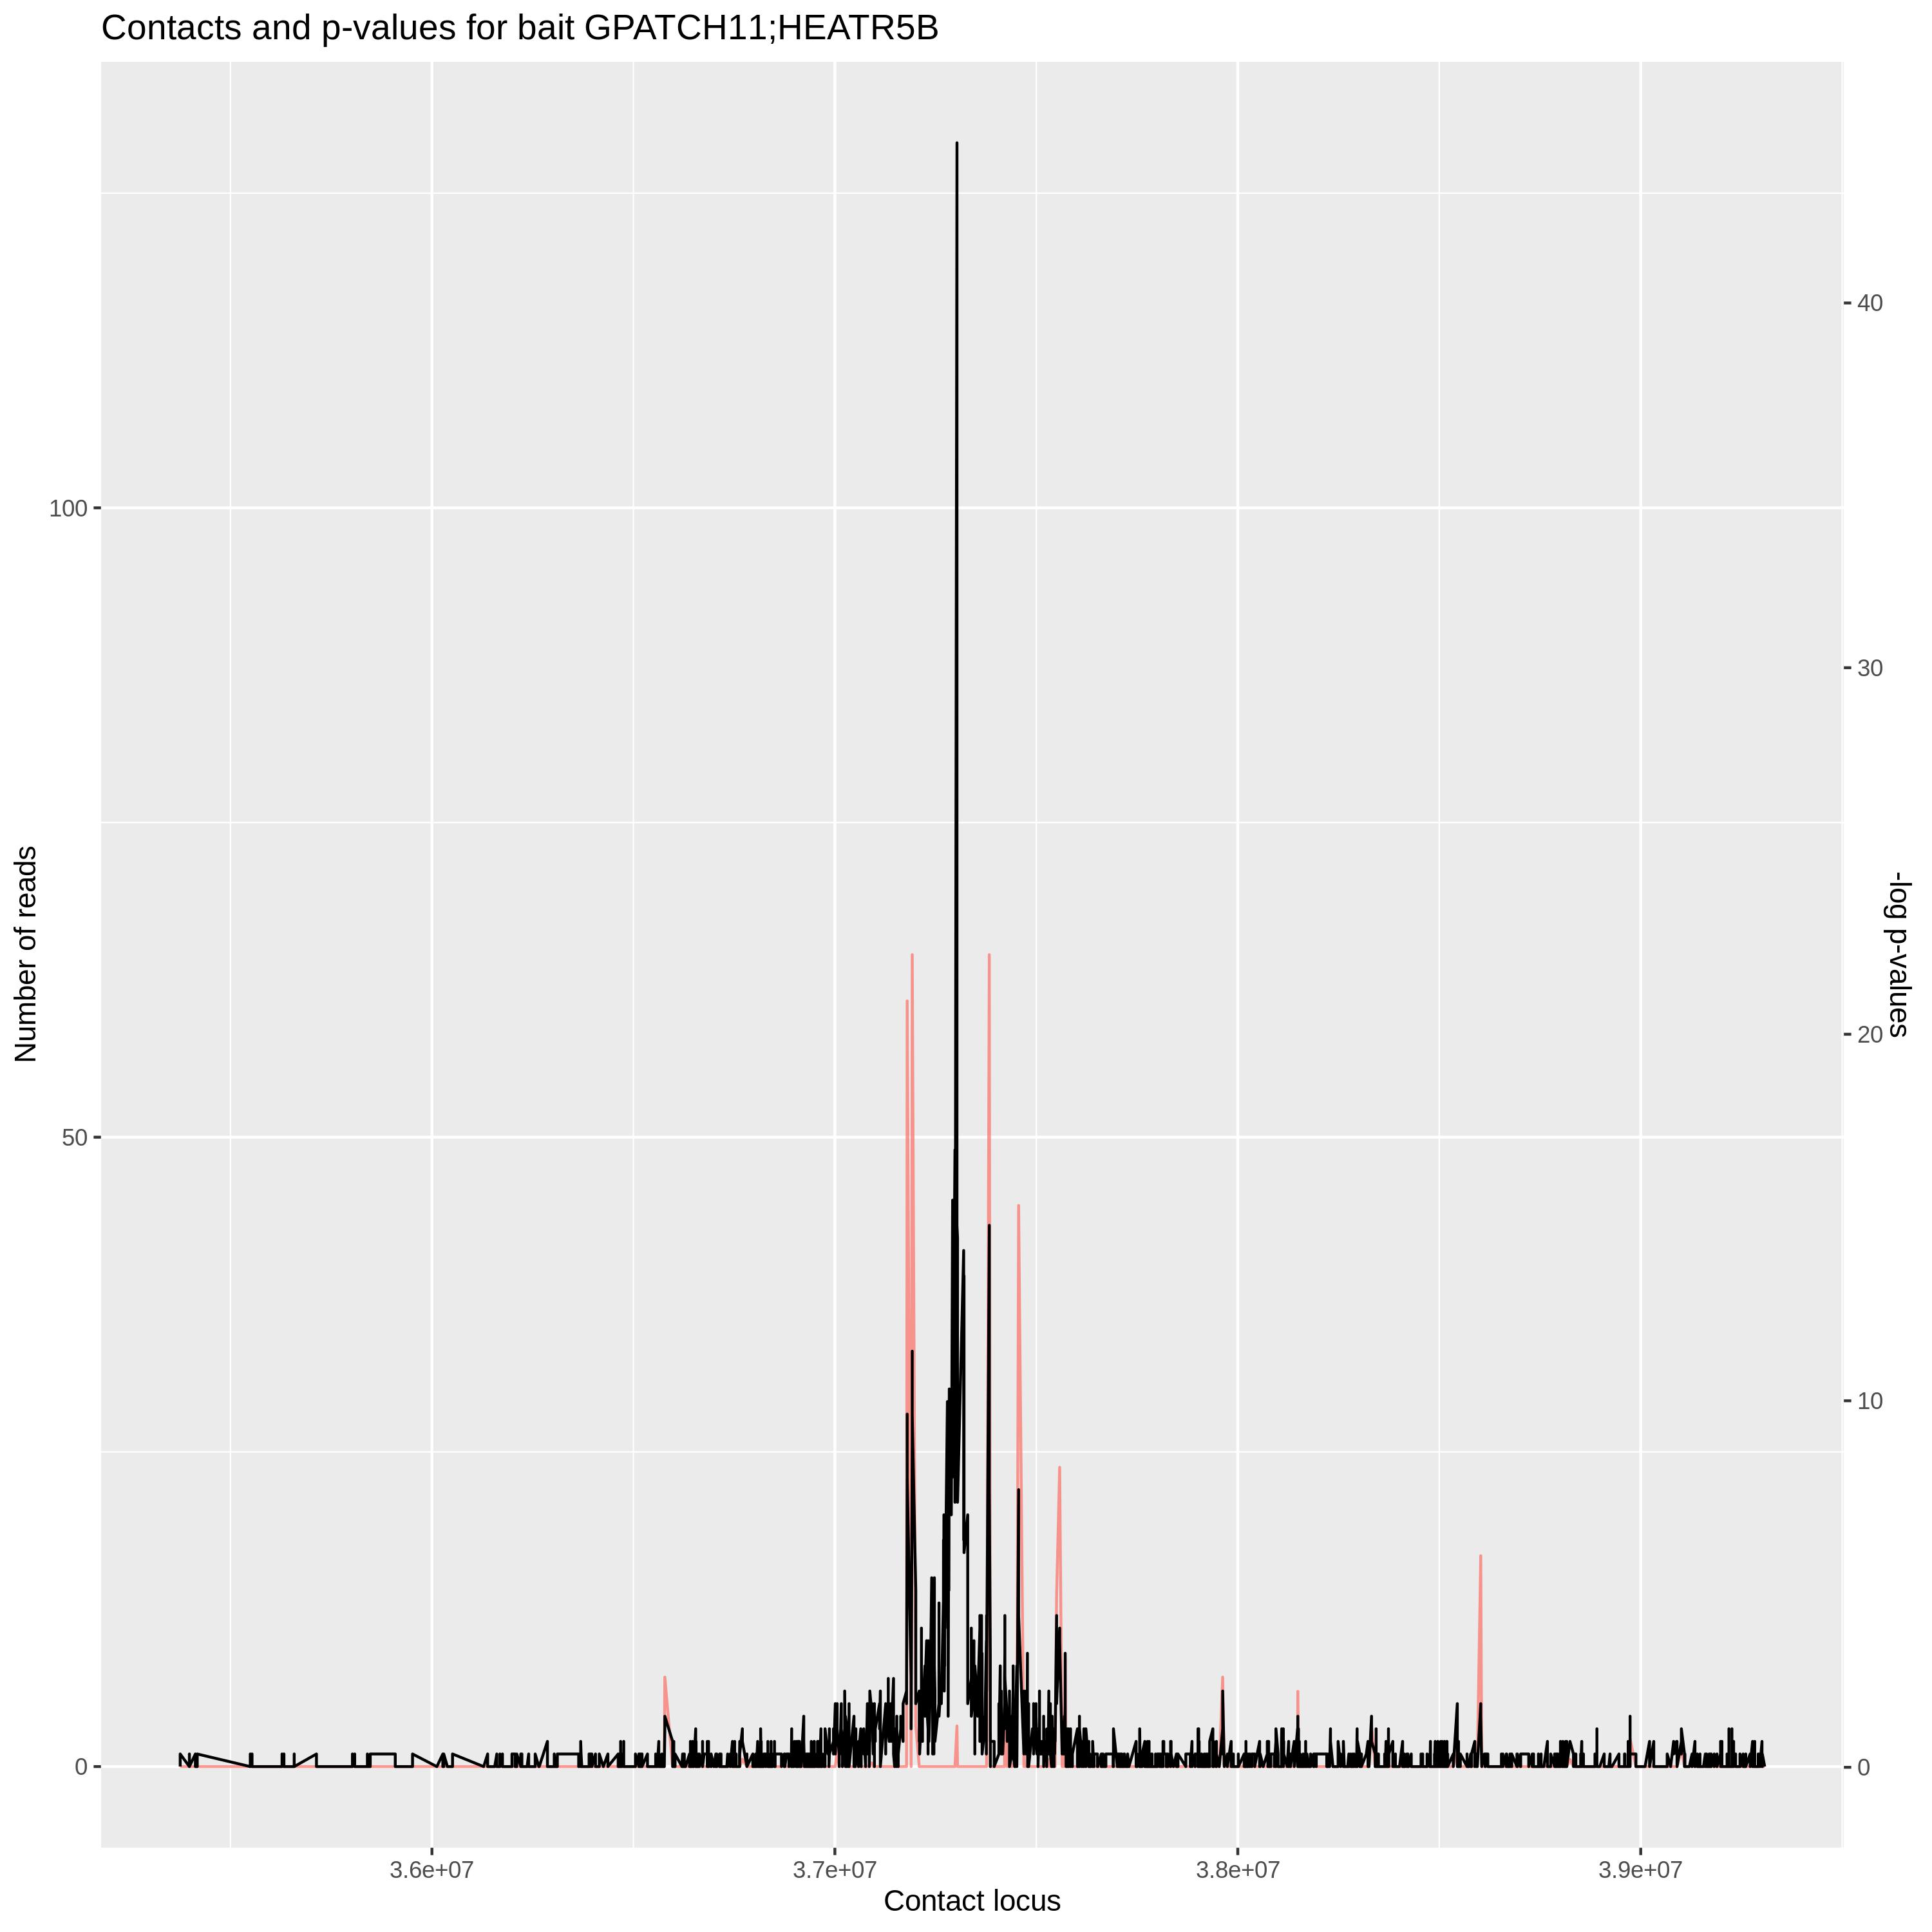 Contacts and p-values for bait GPATCH11;HEATR5B
Number of reads
100
50
0
40
30
20
10
0
-log p-values
3.6e+07 3.7e+07 3.8e+07 3.9e+07
Contact locus